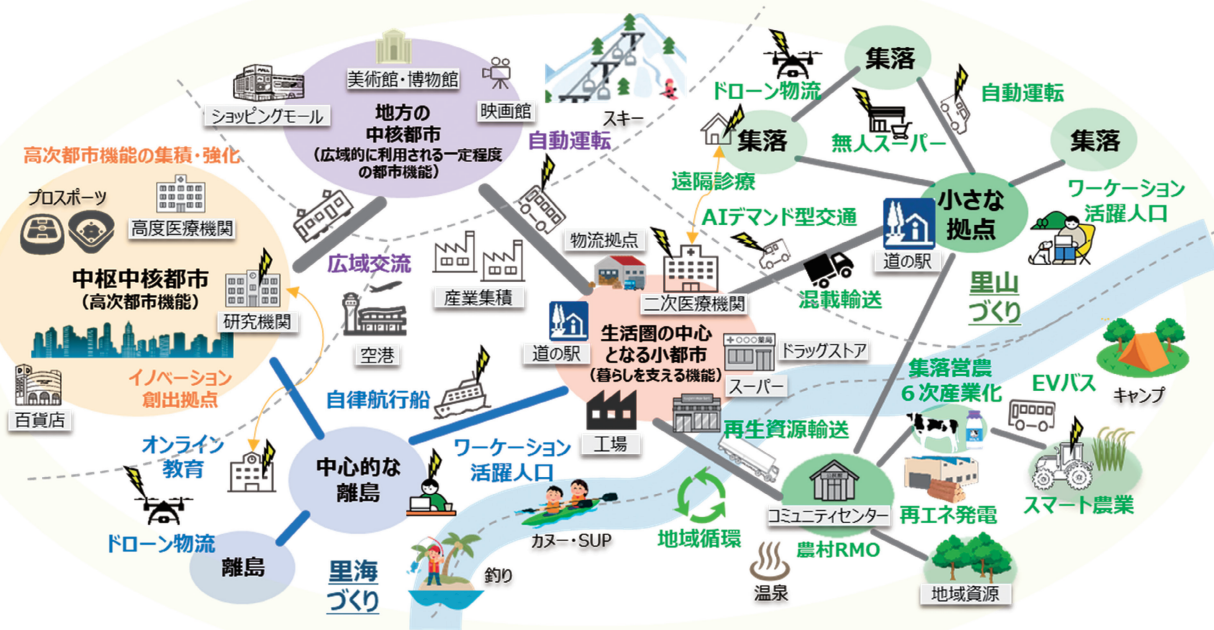 美術館・博物館
ショッピングモール
映画館
地方の
中核都市
(広域的に利用される一定程度
の都市機能)
スキー
自動運転
ドローン物流
集落
自動運転
集落
無人スーパー
集落
遠隔診療
ワーケーション
活躍人口
小さな
拠点
道の駅
AIデマンド型交通
混載輸送
里山
づくり
高次都市機能の集積・強化
プロスポーツ
高度医療機関
中枢中核都市
(高次都市機能)
研究機関
イノベーション
創出拠点
百貨店
広域交流
産業集積
空港
物流拠点
二次医療機関
道の駅
生活圏の中心
となる小都市
(暮らしを支える機能)
○○○薬局
ドラッグストア
スーパー
工場
自律航行船
オンライン
教育
中心的な
離島
ワーケーション
活躍人口
ドローン物流
離島
里海
づくり
釣り
カヌー・SUP
再生資源輸送
地域循環
温泉
コミュニティセンター
農村RMO
集落営農
6次産業化
EVバス
キャンプ
再エネ発電
スマート農業
地域資源